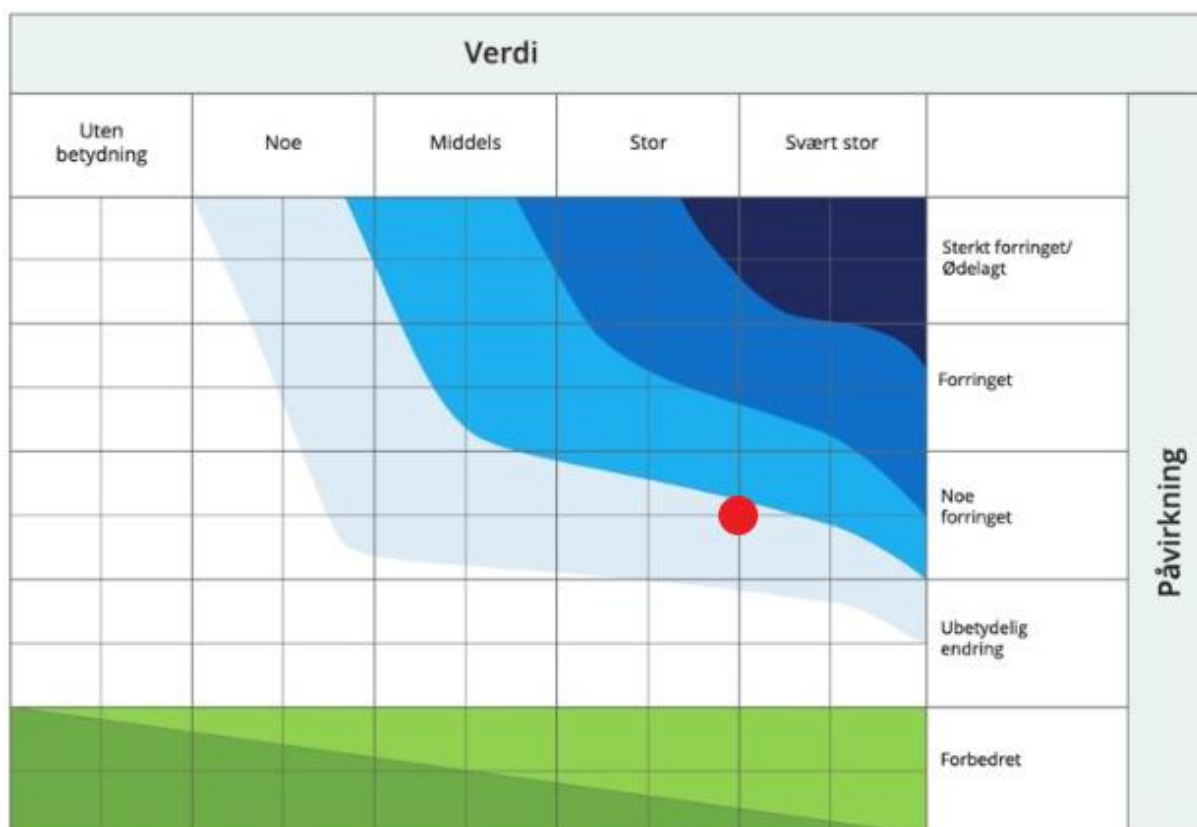 Verdi
Uten
betydning
Noe
Middels
Stor
Svært stor
Sterkt forringet/
Ødelagt
Forringet
Noe
forringet
Ubetydelig
endring
Forbedret
Påvirkning